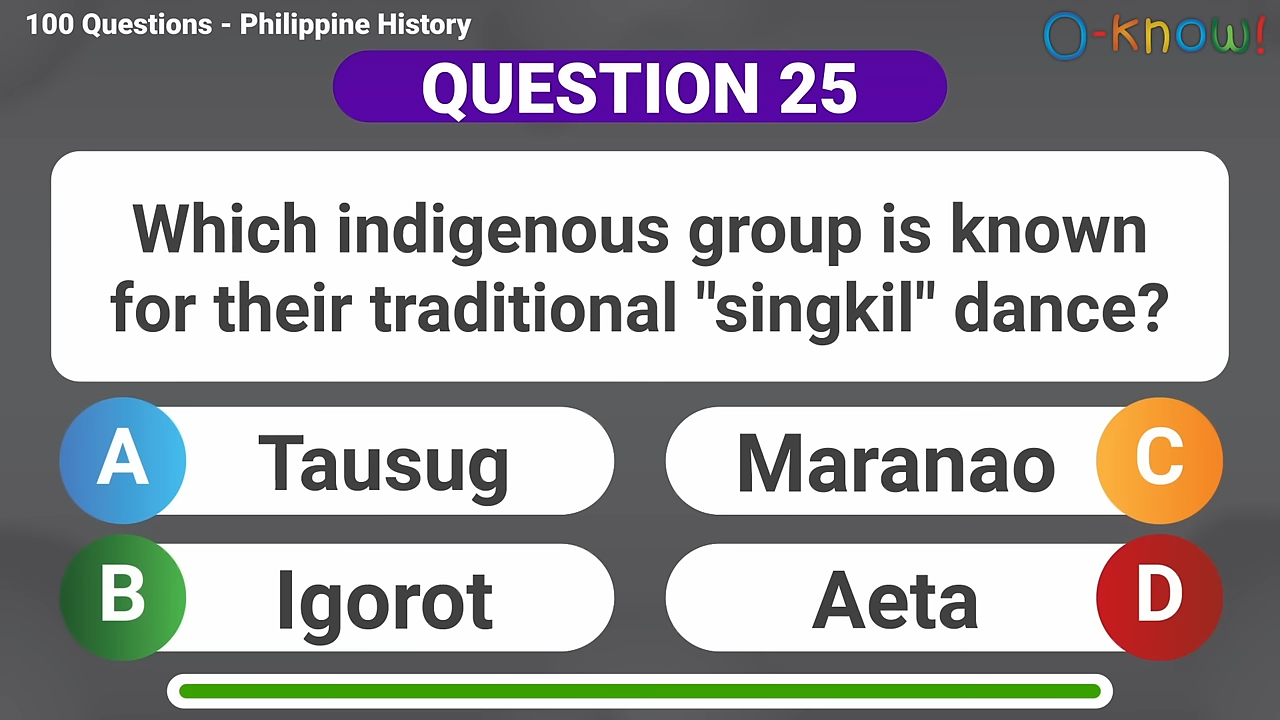 100 Questions - Philippine History
O-know!
QUESTION 25
Which indigenous group is known
for their traditional "singkil" dance?
A Tausug
B Igorot
Maranao C
Aeta D